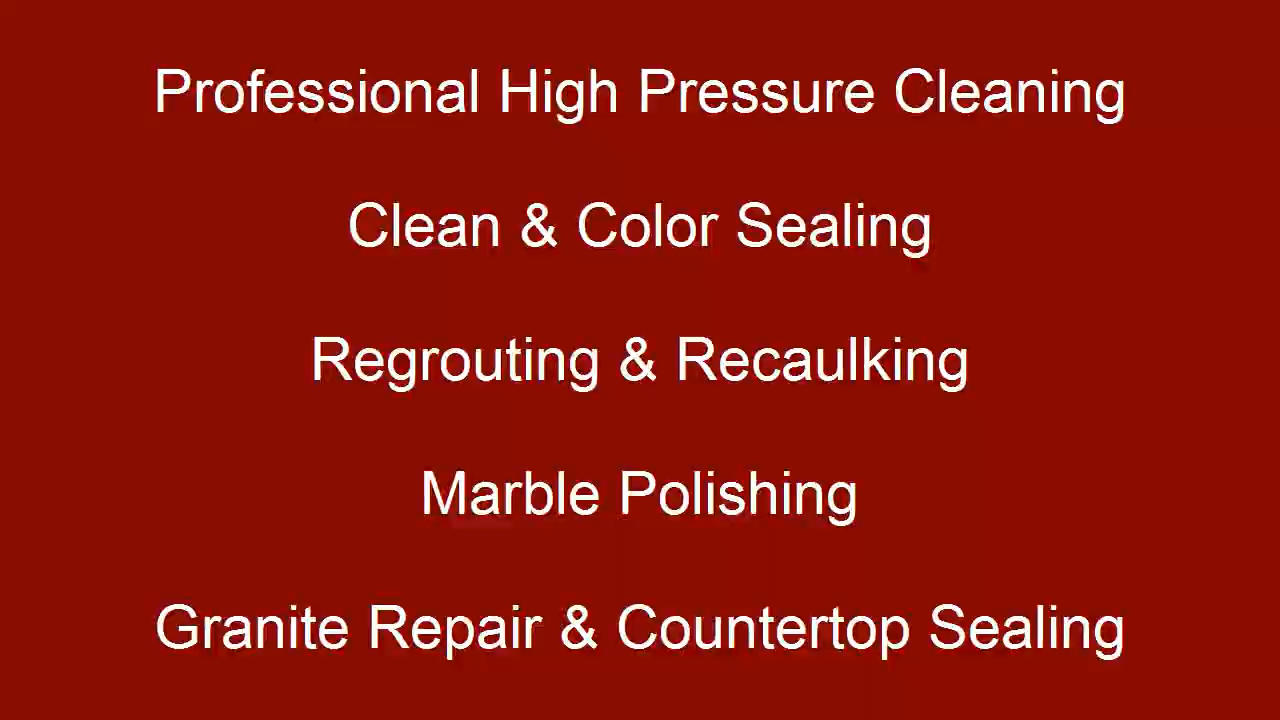 Professional High Pressure Cleaning
Clean & Color Sealing
Regrouting & Recaulking
Marble Polishing
Granite Repair & Countertop Sealing